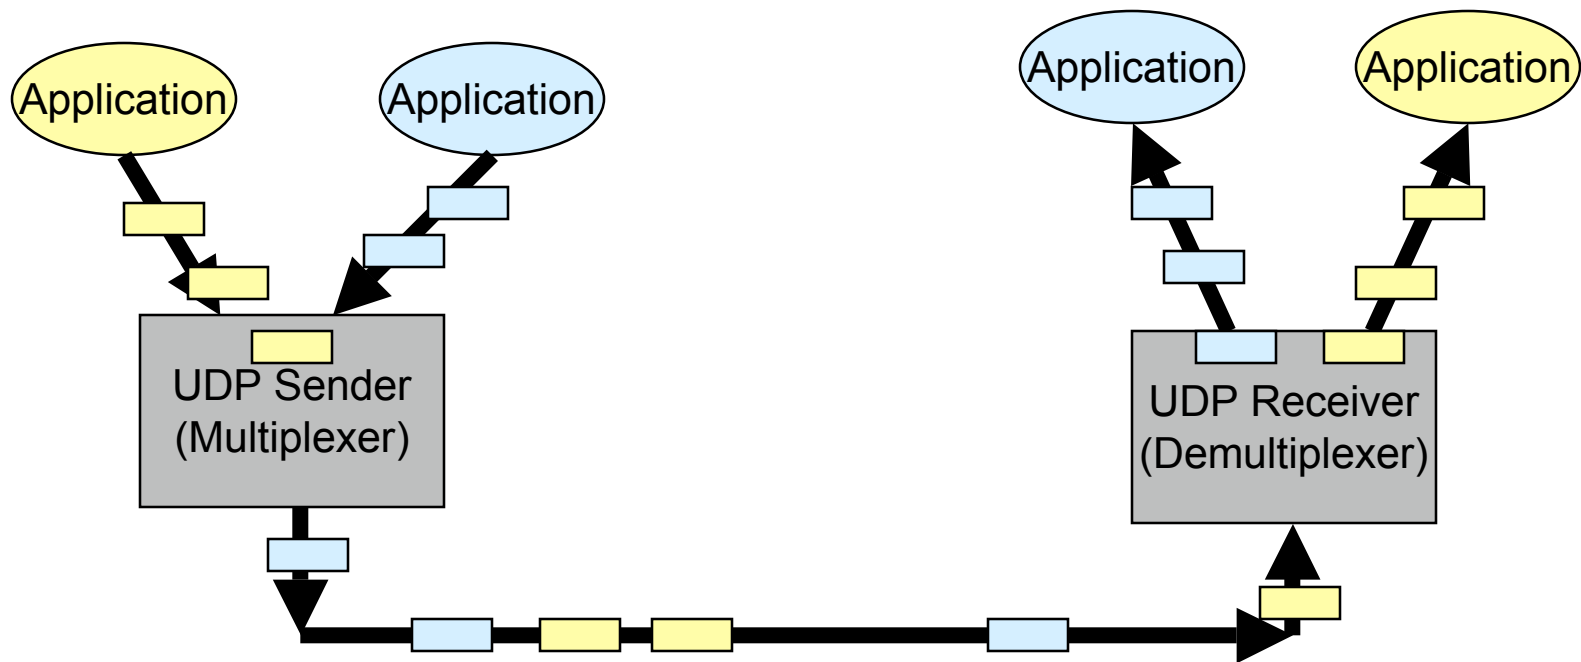 Application
Application
Application
Application
UDP Sender
(Multiplexer)
UDP Receiver
(Demultiplexer)